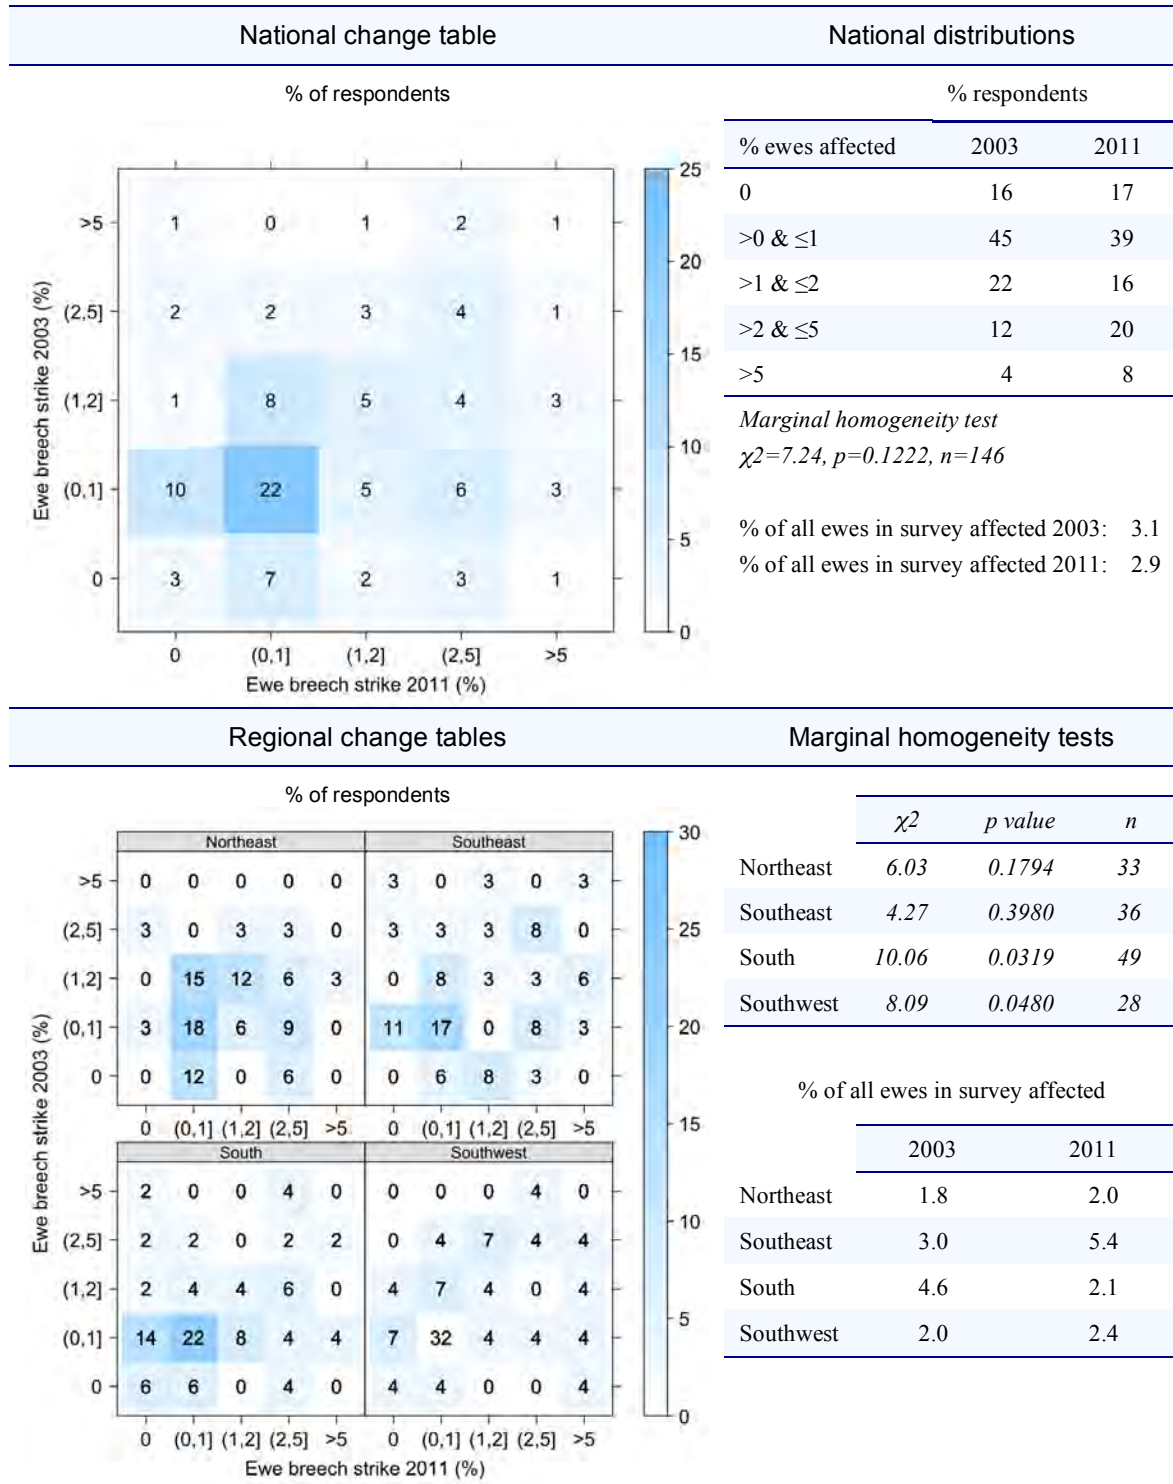 National change table
National distributions
% of respondents
% respondents
% ewes affected 2003 2011
0 16 17
>0 & ≤1 45 39
>1 & ≤2 22 16
>2 & ≤5 12 20
>5 4 8
Marginal homogeneity test
χ2=7.24, p=0.1222, n=146
% of all ewes in survey affected 2003: 3.1
% of all ewes in survey affected 2011: 2.9
Ewe breech strike 2003 (%)
>5 1 0 1 2 1
(2,5] 2 2 3 4 1
(1,2] 1 8 5 4 3
(0,1] 10 22 5 6 3
0 3 7 2 3 1
0 (0,1] (1,2] (2,5] >5
Ewe breech strike 2011 (%)
25
20
15
10
5
0
Regional change tables
Marginal homogeneity tests
% of respondents
Northeast Southeast
>5 0 0 0 0 0 3 0 3 0 3
(2,5] 3 0 3 3 0 3 3 3 8 0
(1,2] 0 15 12 6 3 0 8 3 3 6
(0,1] 3 18 6 9 0 11 17 0 8 3
0 0 12 0 6 0 0 6 8 3 0
0 (0,1] (1,2] (2,5] >5 0 (0,1] (1,2] (2,5] >5
South Southwest
>5 2 0 0 4 0 0 0 0 4 0
(2,5] 2 2 0 2 2 0 4 7 4 4
(1,2] 2 4 4 6 0 4 7 4 0 4
(0,1] 14 22 8 4 4 7 32 4 4 4
0 6 6 0 4 0 4 4 0 0 4
0 (0,1] (1,2] (2,5] >5 0 (0,1] (1,2] (2,5] >5
Ewe breech strike 2003 (%)
Ewe breech strike 2011 (%)
30
25
20
15
10
5
0
χ2 p value n
Northeast 6.03 0.1794 33
Southeast 4.27 0.3980 36
South 10.06 0.0319 49
Southwest 8.09 0.0480 28
% of all ewes in survey affected
2003 2011
Northeast 1.8 2.0
Southeast 3.0 5.4
South 4.6 2.1
Southwest 2.0 2.4